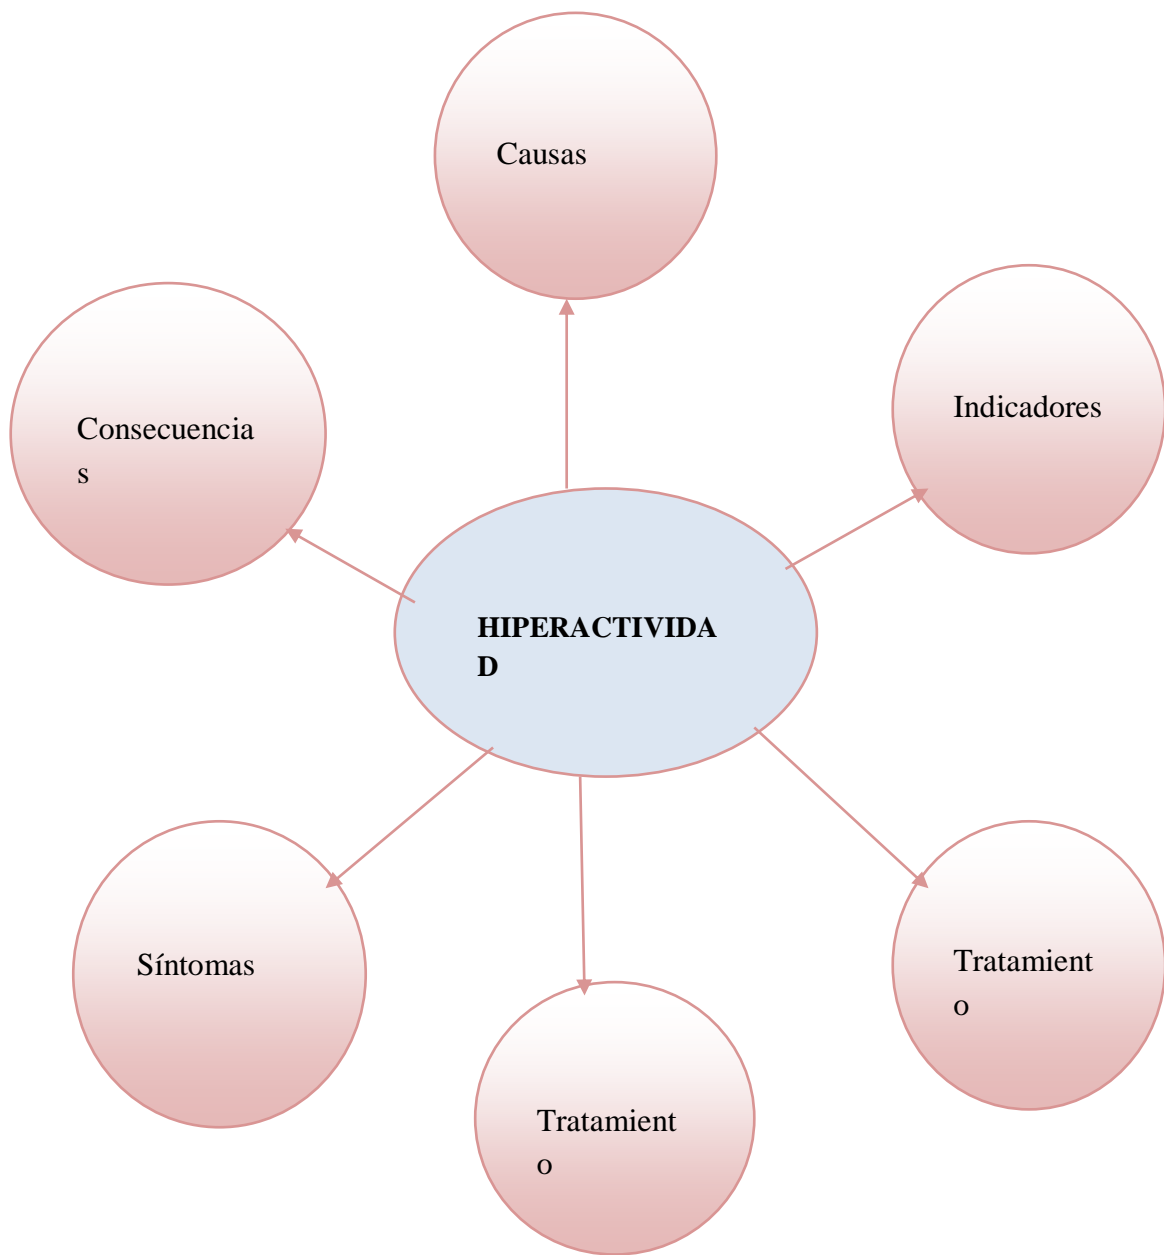 Causas
Indicadores
Consecuencia
s
HIPERACTIVIDA
D
Síntomas
Tratamient
o
Tratamient
o